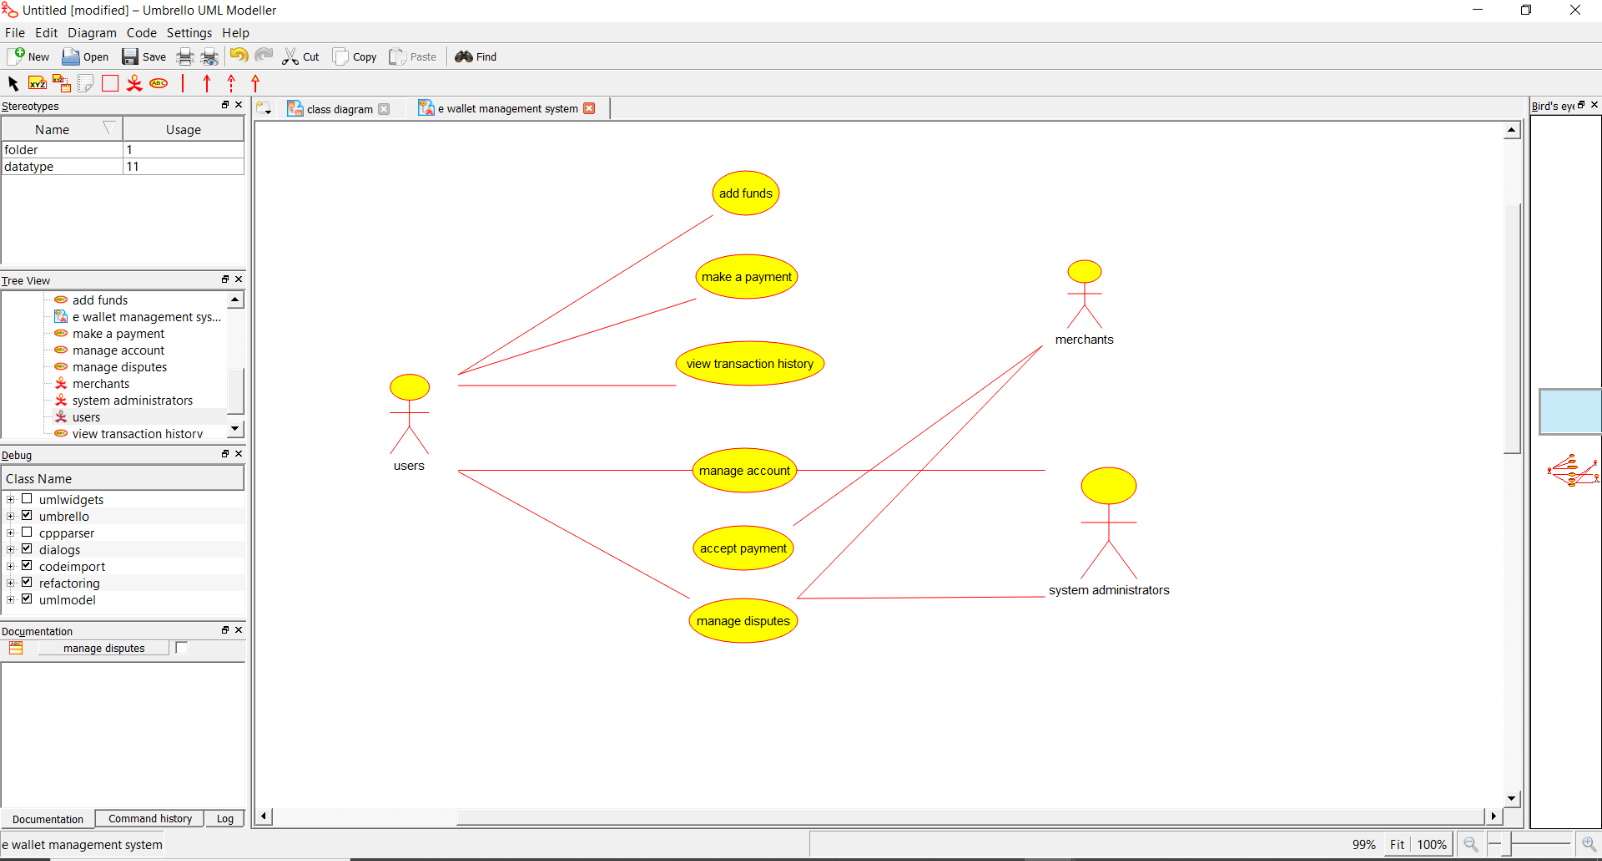 Untitled [modified] – Umbrello UML Modeller
File Edit Diagram Code Settings Help
New Open Save Cut Copy Paste Find
XYZ XYZ ABC
Stereotypes
Name Usage
folder 1
datatype 11
Tree View
add funds
e wallet management sys...
make a payment
manage account
manage disputes
merchants
system administrators
users
view transaction history
Debug
Class Name
umlwidgets
umbrello
cppparser
dialogs
codeimport
refactoring
umlmodel
Documentation
manage disputes
Documentation Command history Log
class diagram e wallet management system
add funds
make a payment
view transaction history
manage account
accept payment
manage disputes
users
merchants
system administrators
Bird's eye
e wallet management system
99% Fit 100%